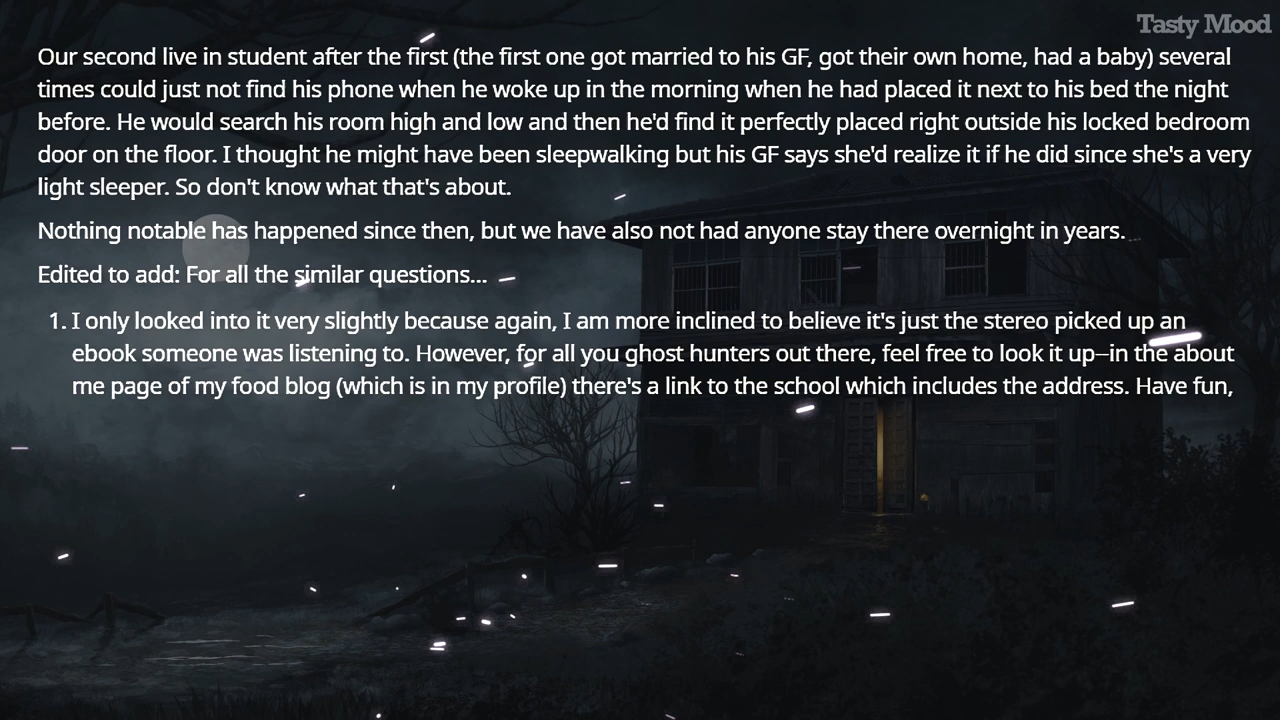 Tasty Mood
Our second live in student after the first (the first one got married to his GF, got their own home, had a baby) several
times could just not find his phone when he woke up in the morning when he had placed it next to his bed the night
before. He would search his room high and low and then he'd find it perfectly placed right outside his locked bedroom
door on the floor. I thought he might have been sleepwalking but his GF says she'd realize it if he did since she's a very
light sleeper. So don't know what that's about.
Nothing notable has happened since then, but we have also not had anyone stay there overnight in years.
Edited to add: For all the similar questions...
1. I only looked into it very slightly because again, I am more inclined to believe it's just the stereo picked up an
ebook someone was listening to. However, for all you ghost hunters out there, feel free to look it up--in the about
me page of my food blog (which is in my profile) there's a link to the school which includes the address. Have fun,